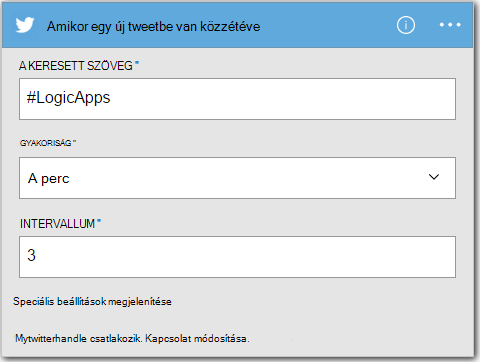 Amikor egy új tweetbe van közzétéve
A KERESETT SZÖVEG *
#LogicApps
GYAKORISÁG *
A perc
INTERVALLUM *
3
Speciális beállítások megjelenítése
Mytwitterhandle csatlakozik. Kapcsolat módosítása.